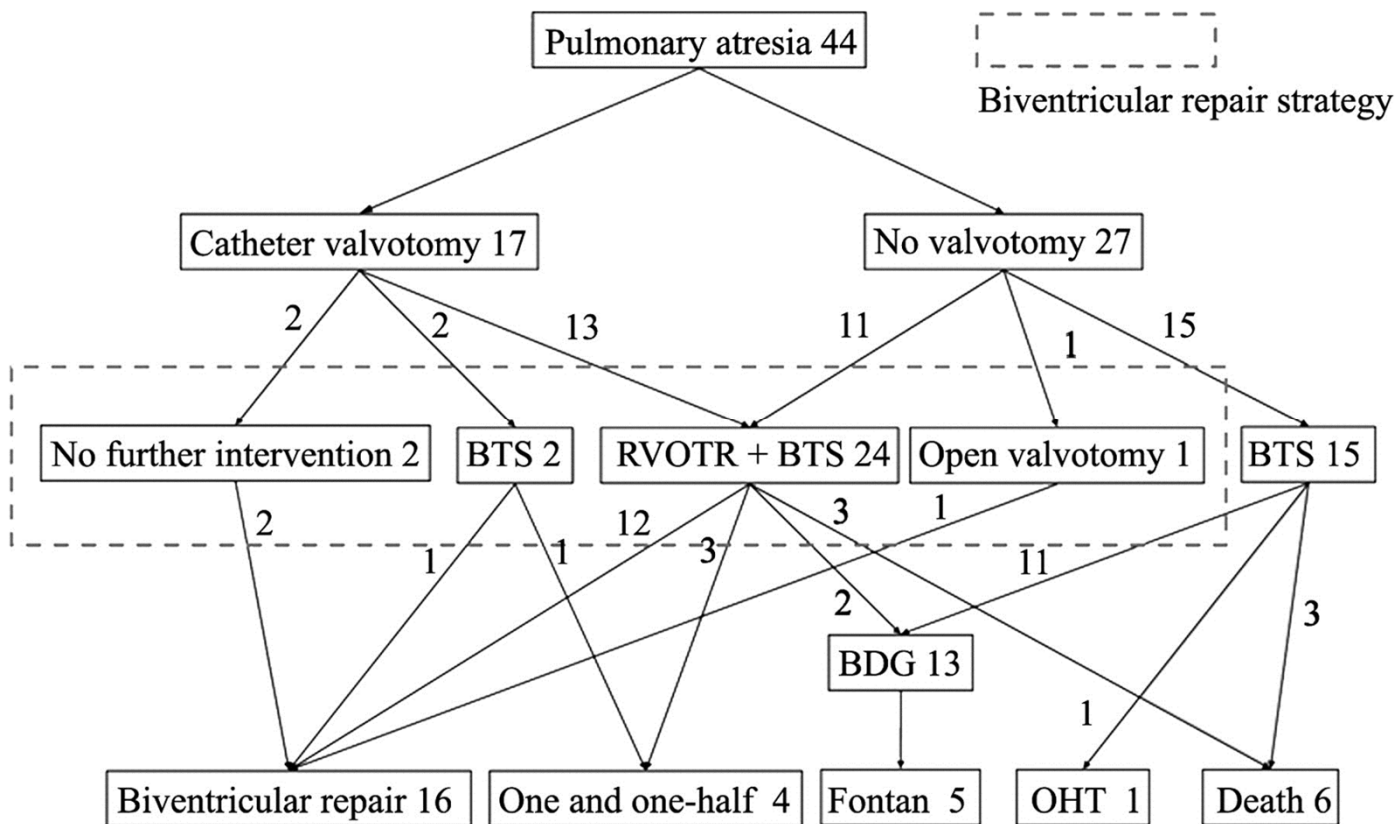 Pulmonary atresia 44
Biventricular repair strategy
Catheter valvotomy 17
No valvotomy 27
2
2
13
11
1
15
No further intervention 2
BTS 2
RVOTR + BTS 24
Open valvotomy 1
BTS 15
2
1
1
12
3
2
3
1
11
1
3
BDG 13
Biventricular repair 16
One and one-half 4
Fontan 5
OHT 1
Death 6